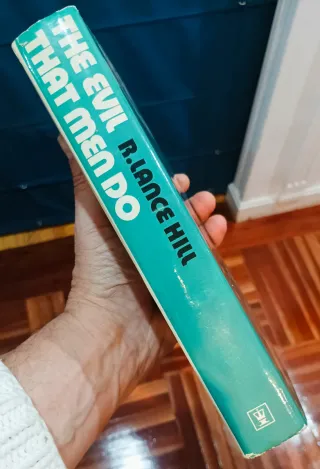 THE EVIL
THAT MEN DO
R. LANCE HILL